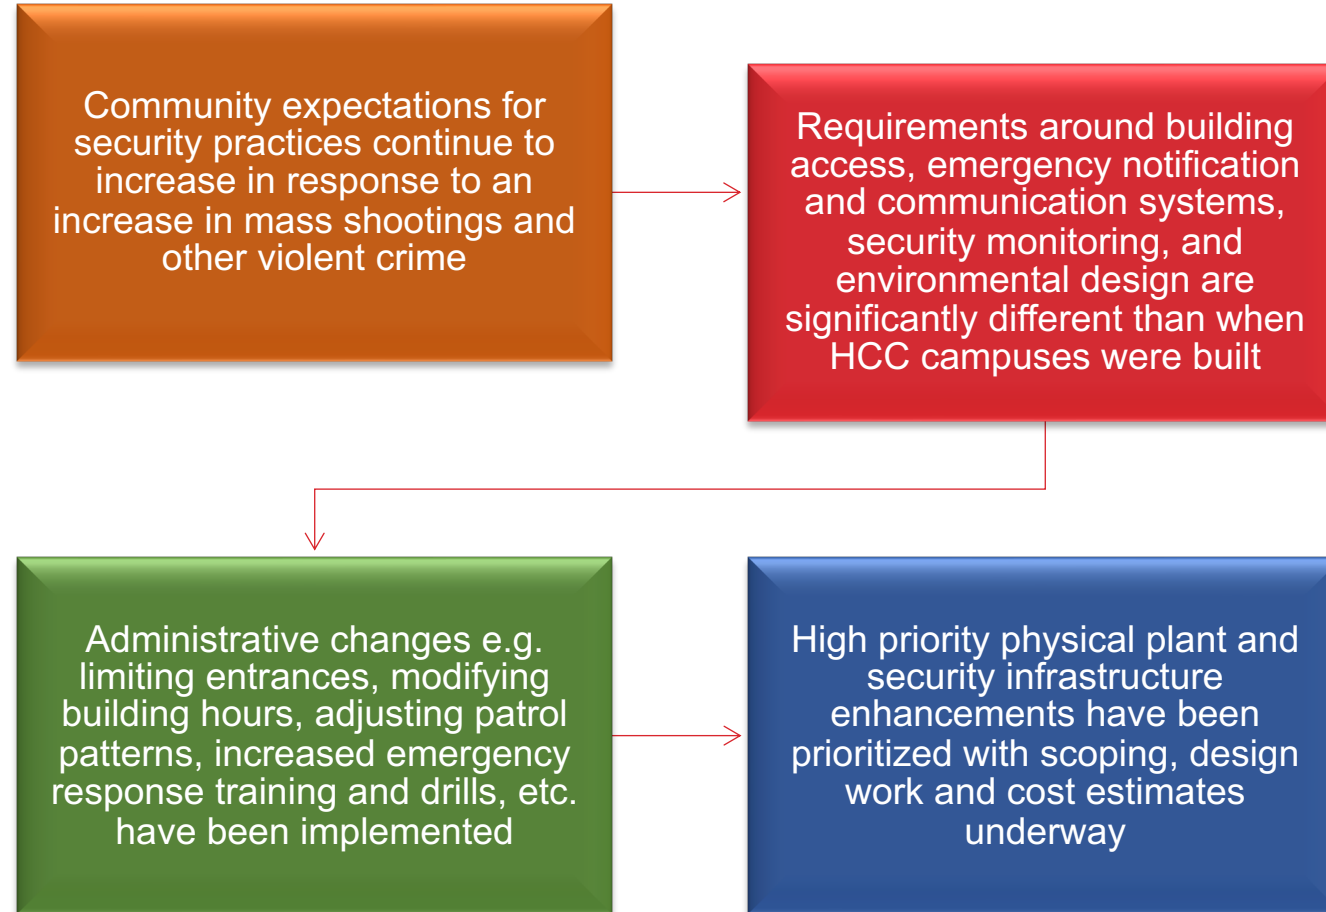 Community expectations for
security practices continue to
increase in response to an
increase in mass shootings and
other violent crime
Requirements around building
access, emergency notification
and communication systems,
security monitoring, and
environmental design are
significantly different than when
HCC campuses were built
Administrative changes e.g.
limiting entrances, modifying
building hours, adjusting patrol
patterns, increased emergency
response training and drills, etc.
have been implemented
High priority physical plant and
security infrastructure
enhancements have been
prioritized with scoping, design
work and cost estimates
underway